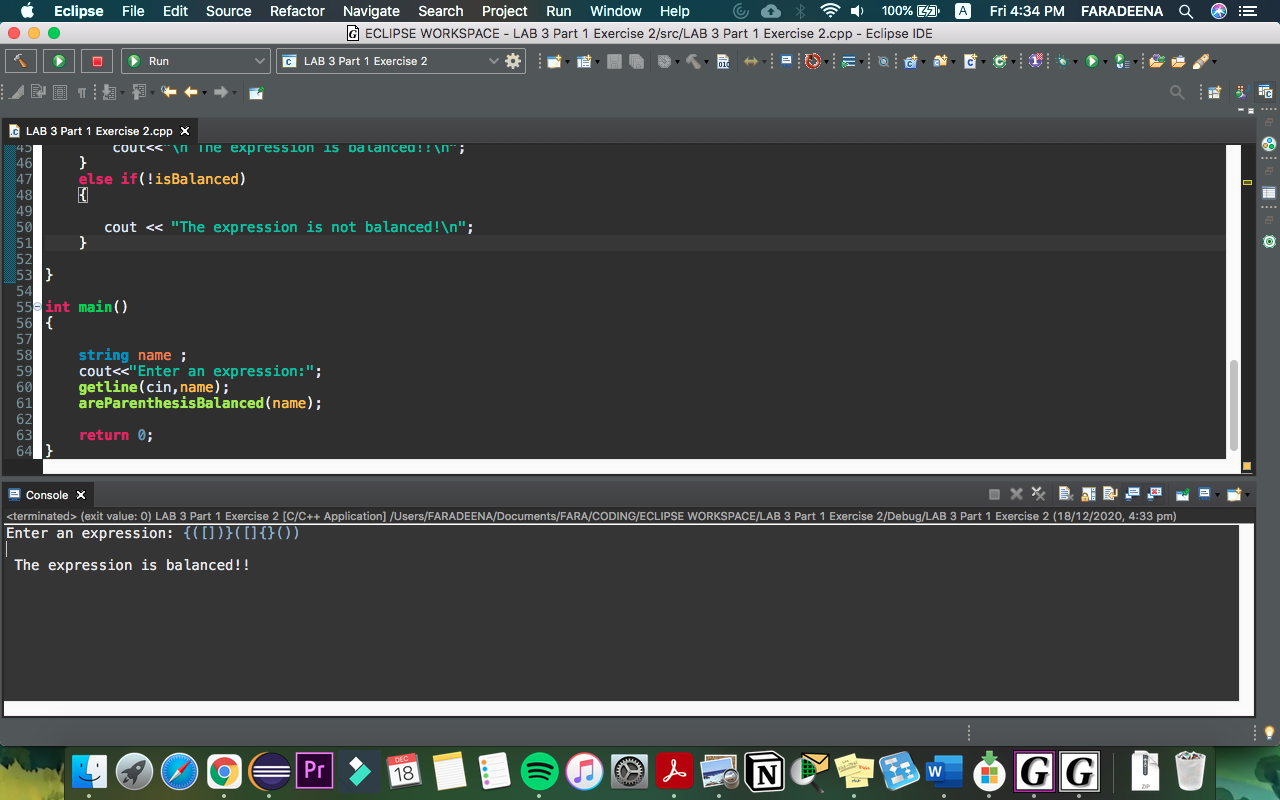 Eclipse File Edit Source Refactor Navigate Search Project Run Window Help 100% A Fri 4:34 PM FARADEENA
ECLIPSE WORKSPACE - LAB 3 Part 1 Exercise 2/src/LAB 3 Part 1 Exercise 2.cpp - Eclipse IDE
Run LAB 3 Part 1 Exercise 2
LAB 3 Part 1 Exercise 2.cpp
45 cout<<"\n The expression is balanced!!\n";
46 }
47 else if(!isBalanced)
48 {
49
50 cout << "The expression is not balanced!\n";
51 }
52
53 }
54
55 int main()
56 {
57
58 string name ;
59 cout<<"Enter an expression:";
60 getline(cin,name);
61 areParenthesisBalanced(name);
62
63 return 0;
64 }
Console
<terminated> (exit value: 0) LAB 3 Part 1 Exercise 2 [C/C++ Application] /Users/FARADEENA/Documents/FARA/CODING/ECLIPSE WORKSPACE/LAB 3 Part 1 Exercise 2/Debug/LAB 3 Part 1 Exercise 2 (18/12/2020, 4:33 pm)
Enter an expression: {([])}([]{}())
The expression is balanced!!
Pr DEC 18 N W G G ZIP